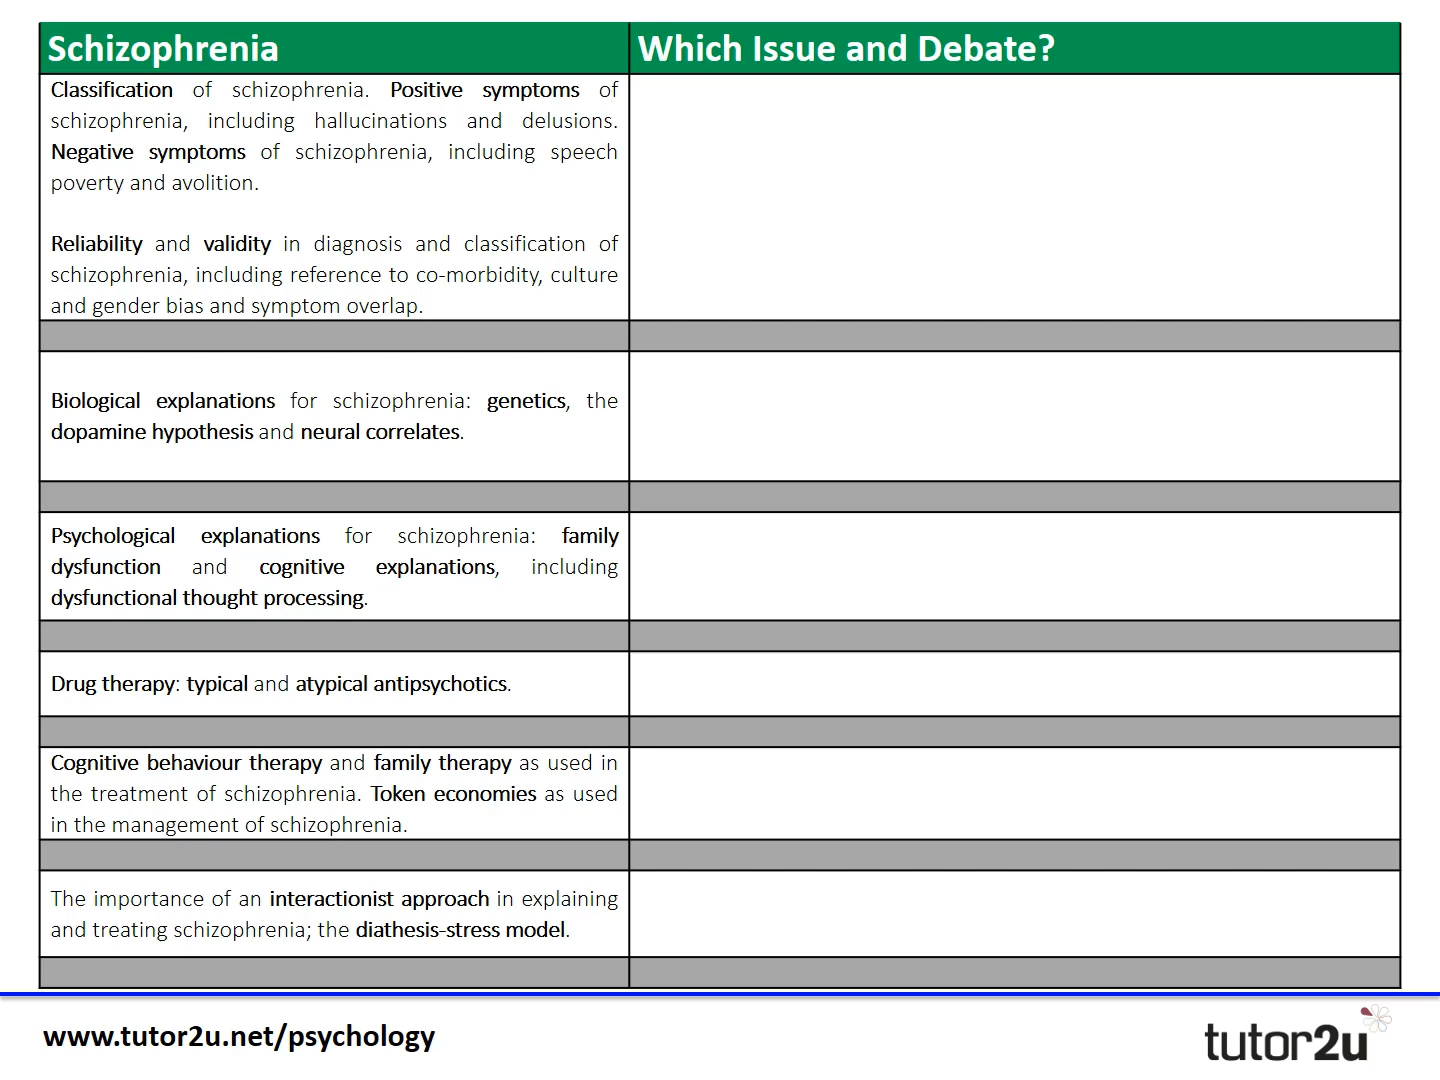 Schizophrenia
Which Issue and Debate?
Classification of schizophrenia. Positive symptoms of
schizophrenia, including hallucinations and delusions.
Negative symptoms of schizophrenia, including speech
poverty and avolition.
Reliability and validity in diagnosis and classification of
schizophrenia, including reference to co-morbidity, culture
and gender bias and symptom overlap.
Biological explanations for schizophrenia: genetics, the
dopamine hypothesis and neural correlates.
Psychological explanations for schizophrenia: family
dysfunction and cognitive explanations, including
dysfunctional thought processing.
Drug therapy: typical and atypical antipsychotics.
Cognitive behaviour therapy and family therapy as used in
the treatment of schizophrenia. Token economies as used
in the management of schizophrenia.
The importance of an interactionist approach in explaining
and treating schizophrenia; the diathesis-stress model.
www.tutor2u.net/psychology
tutor2u